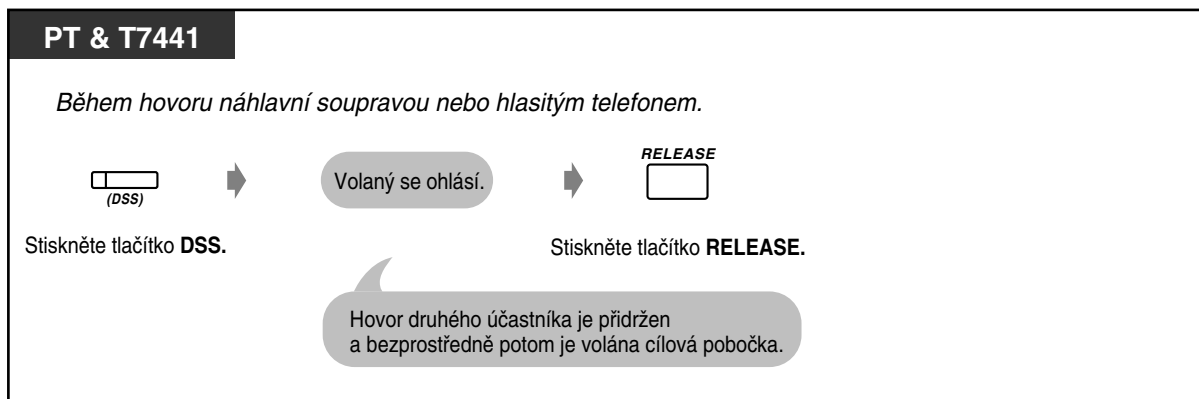 PT & T7441
Během hovoru náhlavní soupravou nebo hlasitým telefonem.
RELEASE
Volaný se ohlásí.
(DSS)
Stiskněte tlačítko DSS.
Stiskněte tlačítko RELEASE.
Hovor druhého účastníka je přidržen
a bezprostředně potom je volána cílová pobočka.